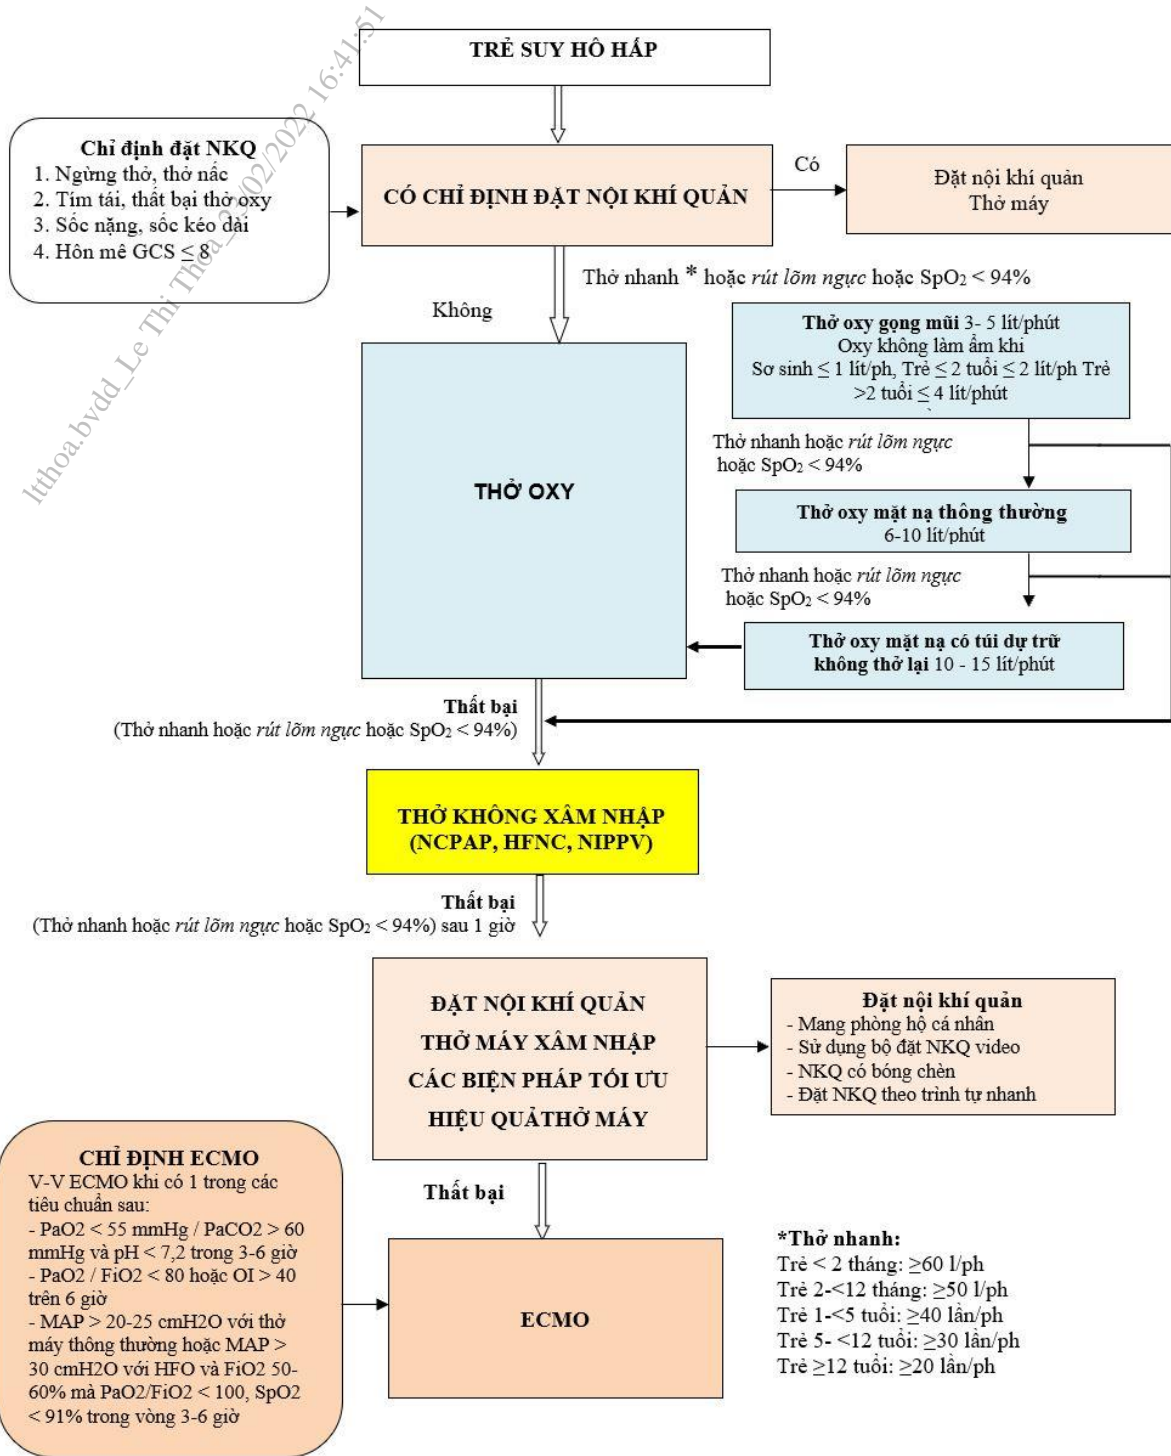 TRẺ SUY HÔ HẤP
Chỉ định đặt NKQ
1. Ngừng thở, thở nấc
2. Tím tái, thất bại thở oxy
3. Sốc nặng, sốc kéo dài
4. Hôn mê GCS ≤ 8
CÓ CHỈ ĐỊNH ĐẶT NỘI KHÍ QUẢN
Có
Đặt nội khí quản
Thở máy
Thở nhanh * hoặc rút lõm ngực hoặc SpO2 < 94%
Không
THỞ OXY
Thở oxy gọng mũi 3- 5 lít/phút
Oxy không làm ẩm khi
Sơ sinh ≤ 1 lít/ph, Trẻ ≤ 2 tuổi ≤ 2 lít/ph Trẻ
>2 tuổi ≤ 4 lít/phút
Thở nhanh hoặc rút lõm ngực
hoặc SpO2 < 94%
Thở oxy mặt nạ thông thường
6-10 lít/phút
Thở nhanh hoặc rút lõm ngực
hoặc SpO2 < 94%
Thở oxy mặt nạ có túi dự trữ
không thở lại 10 - 15 lít/phút
Thất bại
(Thở nhanh hoặc rút lõm ngực hoặc SpO2 < 94%)
THỞ KHÔNG XÂM NHẬP
(NCPAP, HFNC, NIPPV)
Thất bại
(Thở nhanh hoặc rút lõm ngực hoặc SpO2 < 94%) sau 1 giờ
ĐẶT NỘI KHÍ QUẢN
THỞ MÁY XÂM NHẬP
CÁC BIỆN PHÁP TỐI ƯU
HIỆU QUẢTHỞ MÁY
Đặt nội khí quản
- Mang phòng hộ cá nhân
- Sử dụng bộ đặt NKQ video
- NKQ có bóng chèn
- Đặt NKQ theo trình tự nhanh
Thất bại
CHỈ ĐỊNH ECMO
V-V ECMO khi có 1 trong các
tiêu chuẩn sau:
- PaO2 < 55 mmHg / PaCO2 > 60
mmHg và pH < 7,2 trong 3-6 giờ
- PaO2 / FiO2 < 80 hoặc OI > 40
trên 6 giờ
- MAP > 20-25 cmH2O với thở
máy thông thường hoặc MAP >
30 cmH2O với HFO và FiO2 50-
60% mà PaO2/FiO2 < 100, SpO2
< 91% trong vòng 3-6 giờ
ECMO
*Thở nhanh:
Trẻ < 2 tháng: ≥60 l/ph
Trẻ 2-<12 tháng: ≥50 l/ph
Trẻ 1-<5 tuổi: ≥40 lần/ph
Trẻ 5- <12 tuổi: ≥30 lần/ph
Trẻ ≥12 tuổi: ≥20 lần/ph
ltthoa.bvdd_Le Thi Thoa_23/02/2022 16:41:51